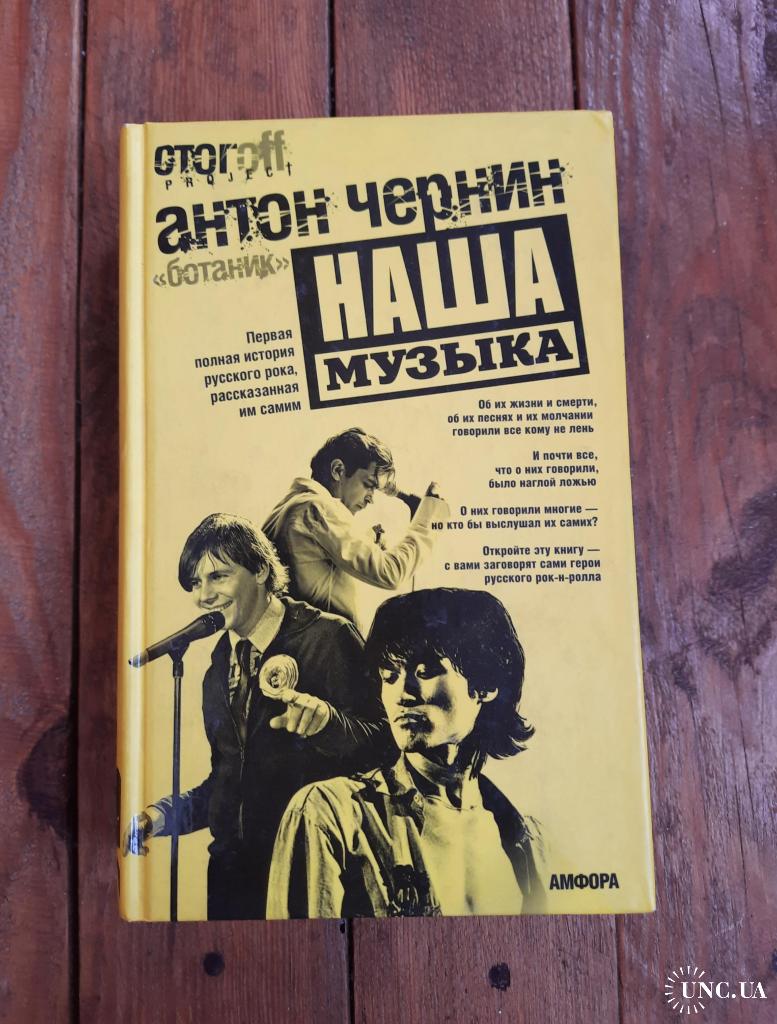 стогoff
PROJECT
антон чернин
«ботаник»
НАША
МУЗЫКА
Первая
полная история
русского рока,
рассказанная
им самим
Об их жизни и смерти,
об их песнях и их молчании
говорили все кому не лень
И почти все,
что о них говорили,
было наглой ложью
О них говорили многие —
но кто бы выслушал их самих?
Откройте эту книгу —
с вами заговорят сами герои
русского рок-н-ролла
АМФОРА
UNC.UA